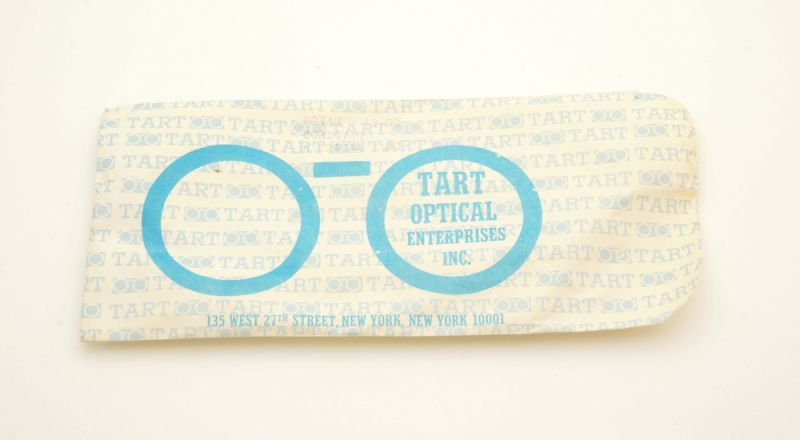 TART
OPTICAL
ENTERPRISES
INC.
135 WEST 27TH STREET, NEW YORK, NEW YORK 10001